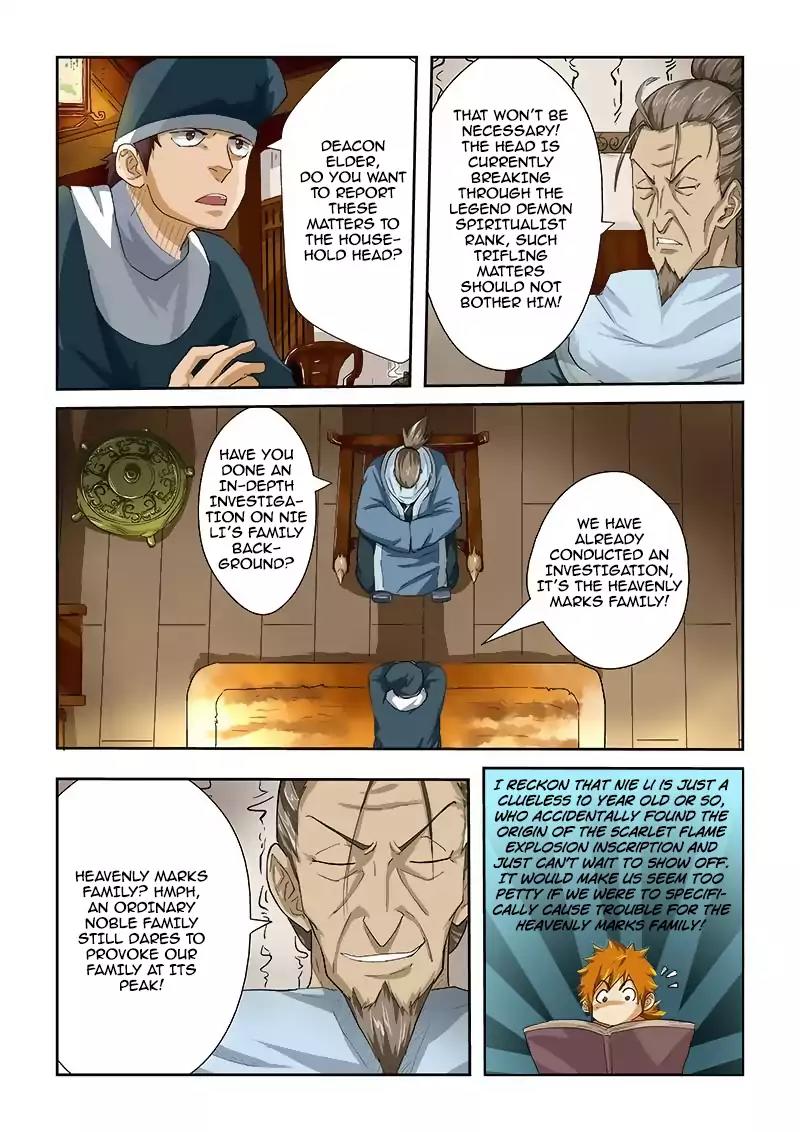 DEACON
ELDER,
DO YOU WANT
TO REPORT
THESE
MATTERS TO
THE HOUSE-
HOLD HEAD?
THAT WON'T BE
NECESSARY!
THE HEAD IS
CURRENTLY
BREAKING
THROUGH THE
LEGEND DEMON
SPIRITUALIST
RANK, SUCH
TRIFLING
MATTERS
SHOULD NOT
BOTHER HIM!
HAVE YOU
DONE AN
IN-DEPTH
INVESTIGA-
TION ON NIE
LI'S FAMILY
BACK-
GROUND?
WE HAVE
ALREADY
CONDUCTED AN
INVESTIGATION,
IT'S THE HEAVENLY
MARKS FAMILY!
HEAVENLY MARKS
FAMILY? HMPH,
AN ORDINARY
NOBLE FAMILY
STILL DARES TO
PROVOKE OUR
FAMILY AT ITS
PEAK!
I RECKON THAT NIE LI IS JUST A
CLUELESS 10 YEAR OLD OR SO,
WHO ACCIDENTALLY FOUND THE
ORIGIN OF THE SCARLET FLAME
EXPLOSION INSCRIPTION AND
JUST CAN'T WAIT TO SHOW OFF.
IT WOULD MAKE US SEEM TOO
PETTY IF WE WERE TO SPECIFI-
CALLY CAUSE TROUBLE FOR THE
HEAVENLY MARKS FAMILY!